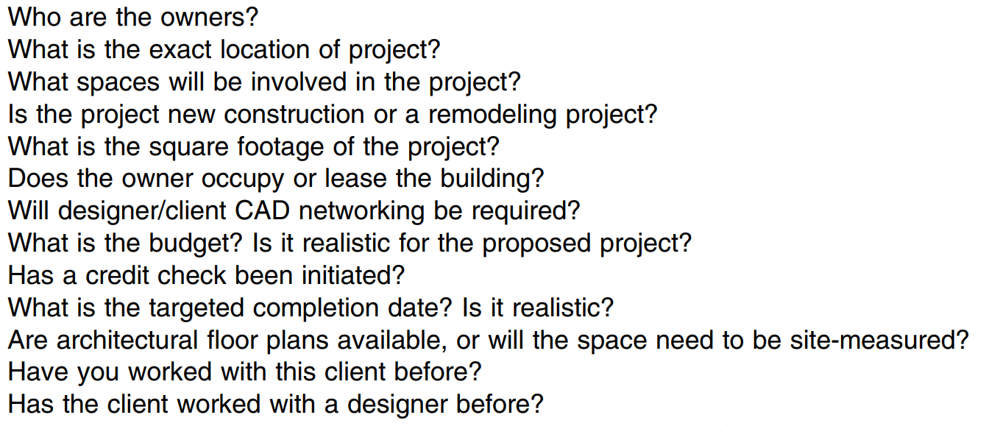 Who are the owners?
What is the exact location of project?
What spaces will be involved in the project?
Is the project new construction or a remodeling project?
What is the square footage of the project?
Does the owner occupy or lease the building?
Will designer/client CAD networking be required?
What is the budget? Is it realistic for the proposed project?
Has a credit check been initiated?
What is the targeted completion date? Is it realistic?
Are architectural floor plans available, or will the space need to be site-measured?
Have you worked with this client before?
Has the client worked with a designer before?